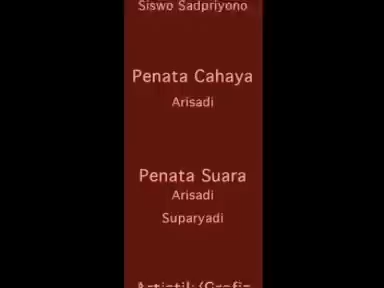 Siswo Sadpriyono
Penata Cahaya
Arisadi
Penata Suara
Arisadi
Suparyadi